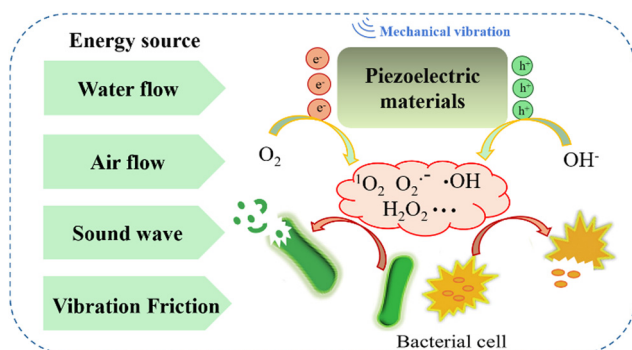 Energy source
Mechanical vibration
Water flow
e⁻
e⁻
e⁻
Piezoelectric
materials
h⁺
h⁺
h⁺
Air flow
O₂
OH⁻
¹O₂ O₂·⁻ ·OH
H₂O₂ ···
Sound wave
Vibration Friction
Bacterial cell